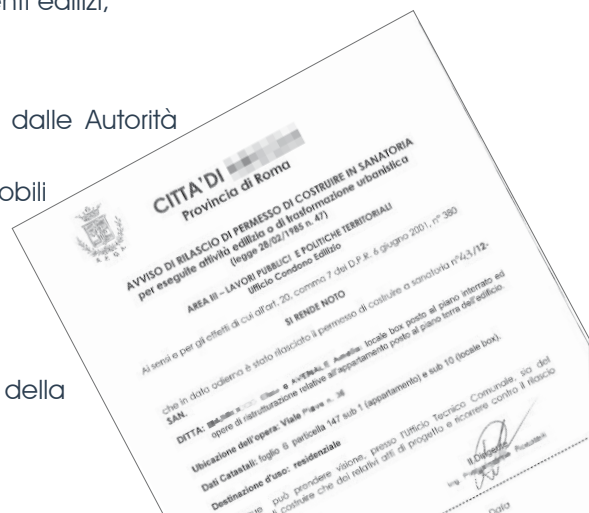 nti edilizi,
dalle Autorità
obili
della
CITTA' DI
Provincia di Roma
AVVISO DI RILASCIO DI PERMESSO DI COSTRUIRE IN SANATORIA
per eseguite attività edilizia o di trasformazione urbanistica
(legge 28/02/1985 n. 47)
AREA III – LAVORI PUBBLICI E POLITICHE TERRITORIALI
Ufficio Condono Edilizio
Ai sensi e per gli effetti di cui all'art. 20, comma 7 del D.P.R. 6 giugno 2001, n° 380
SI RENDE NOTO
che in data odierna è stato rilasciato il permesso di costruire a sanatoria n°43/12-
SAN.
DITTA: e locale box posto al piano interrato ed
opere di ristrutturazione relative all'appartamento posto al piano terra dell'edificio.
Ubicazione dell'opera: Viale n. 36
Dati Catastali: foglio 8 particella 147 sub 1 (appartamento) e sub 10 (locale box).
Destinazione d'uso: residenziale
può prendere visione, presso l'Ufficio Tecnico Comunale, sia del
costruire che dei relativi atti di progetto e ricorrere contro il rilascio
Il Dirigente
Ing.
Data